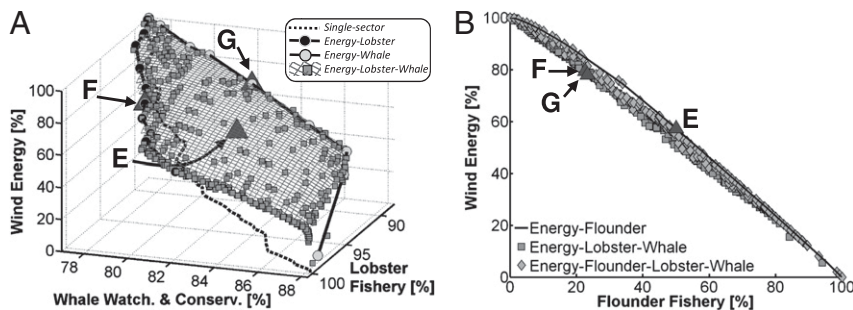 A
B
Single-sector
Energy-Lobster
Energy-Whale
Energy-Lobster-Whale
G
F
E
Wind Energy [%]
100
80
60
40
20
0
78
80
82
84
86
88
Whale Watch. & Conserv. [%]
90
95
100
Lobster
Fishery [%]
Wind Energy [%]
100
80
60
40
20
0
F
G
E
Energy-Flounder
Energy-Lobster-Whale
Energy-Flounder-Lobster-Whale
0
20
40
60
80
100
Flounder Fishery [%]